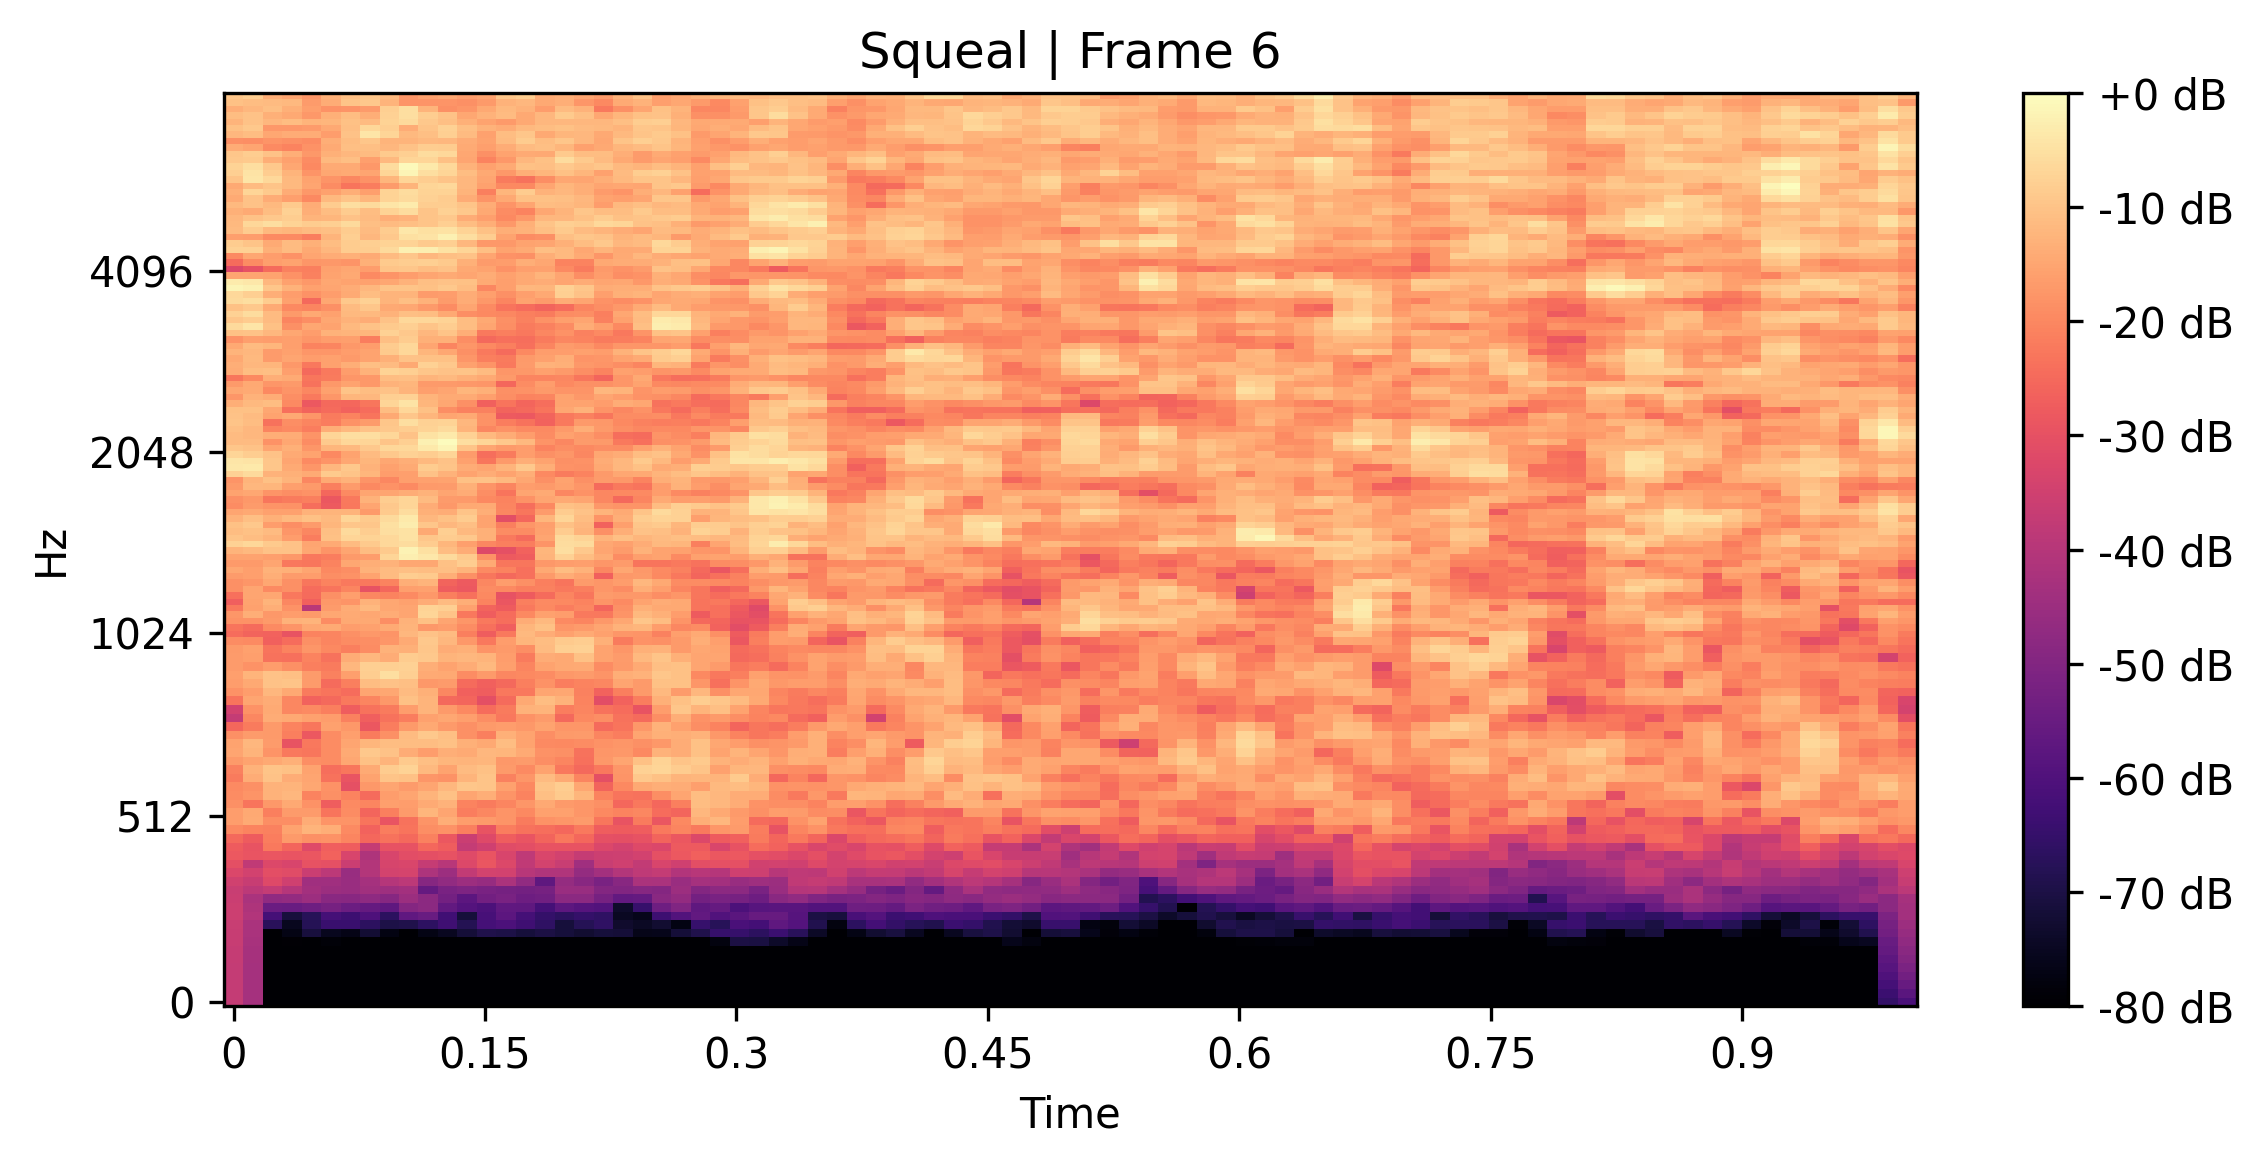 Squeal | Frame 6
+0 dB
-10 dB
-20 dB
-30 dB
-40 dB
-50 dB
-60 dB
-70 dB
-80 dB
Hz
4096
2048
1024
512
0
0 0.15 0.3 0.45 0.6 0.75 0.9
Time